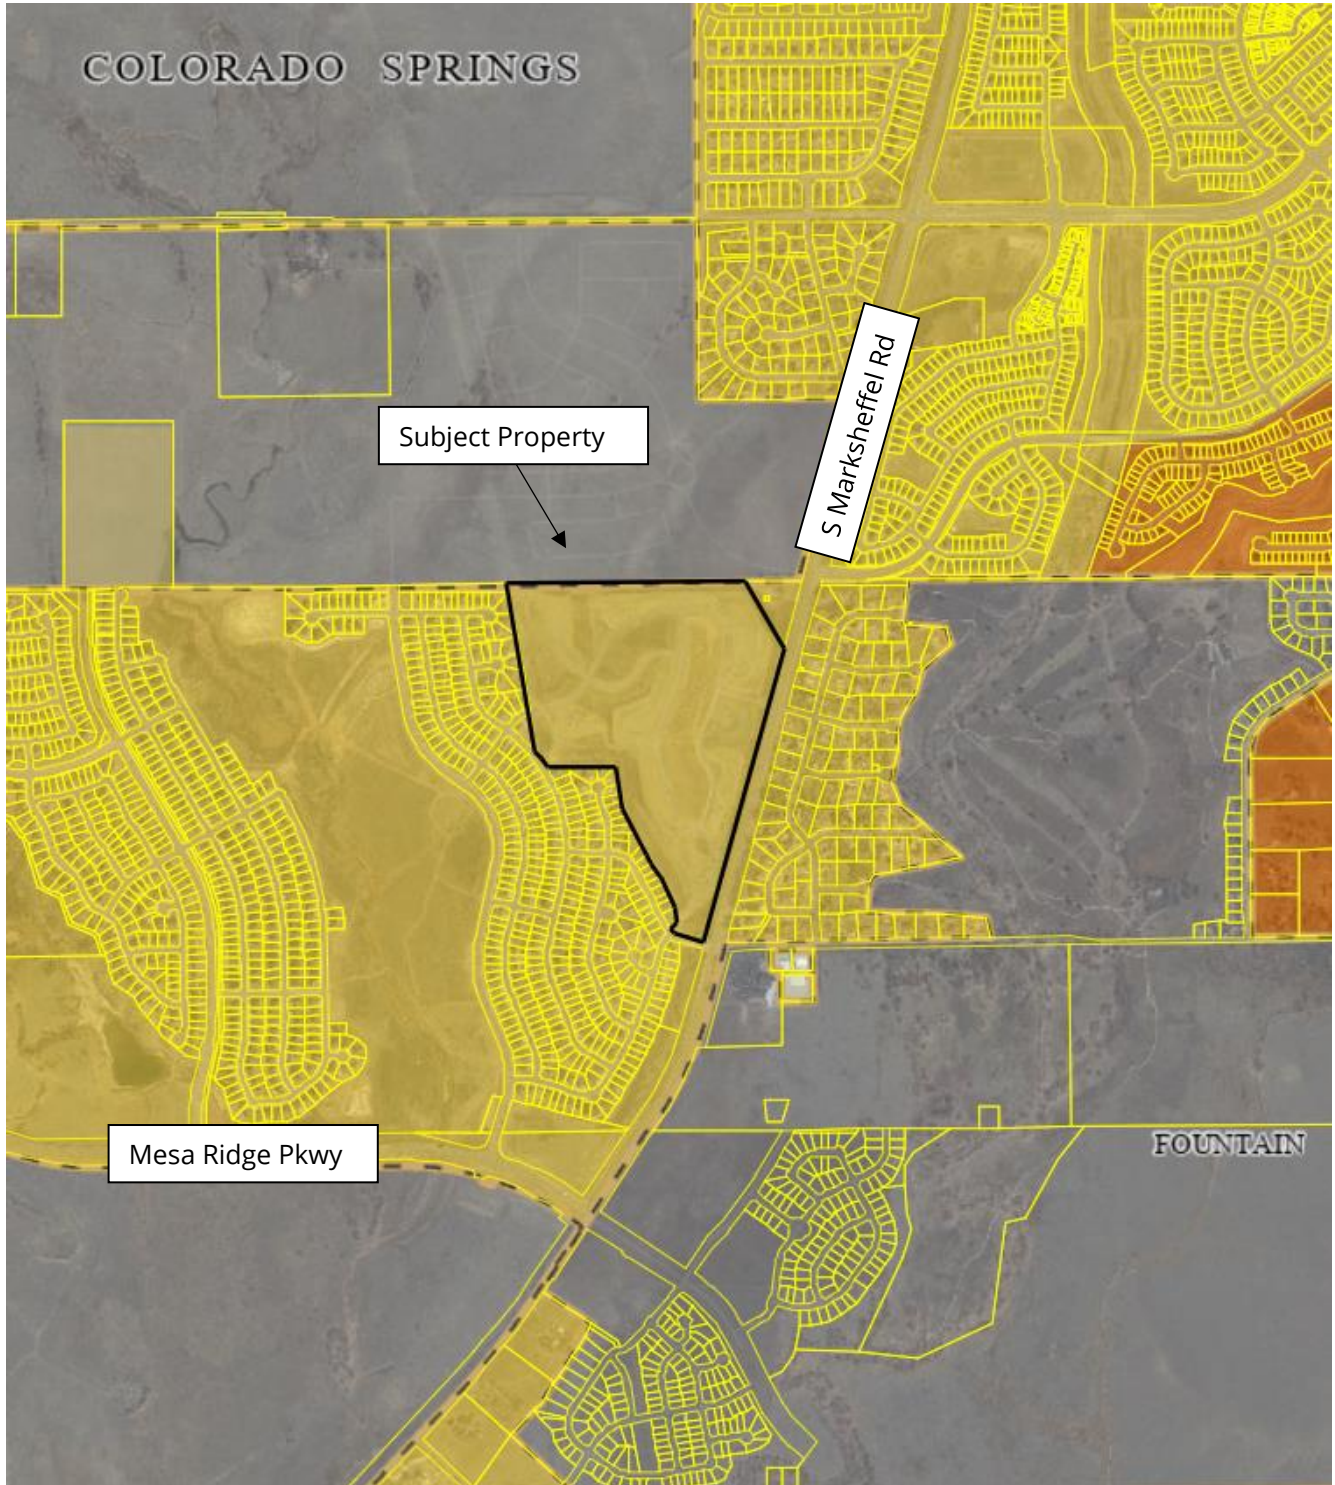 COLORADO SPRINGS
S Marksheffel Rd
Subject Property
Mesa Ridge Pkwy
FOUNTAIN